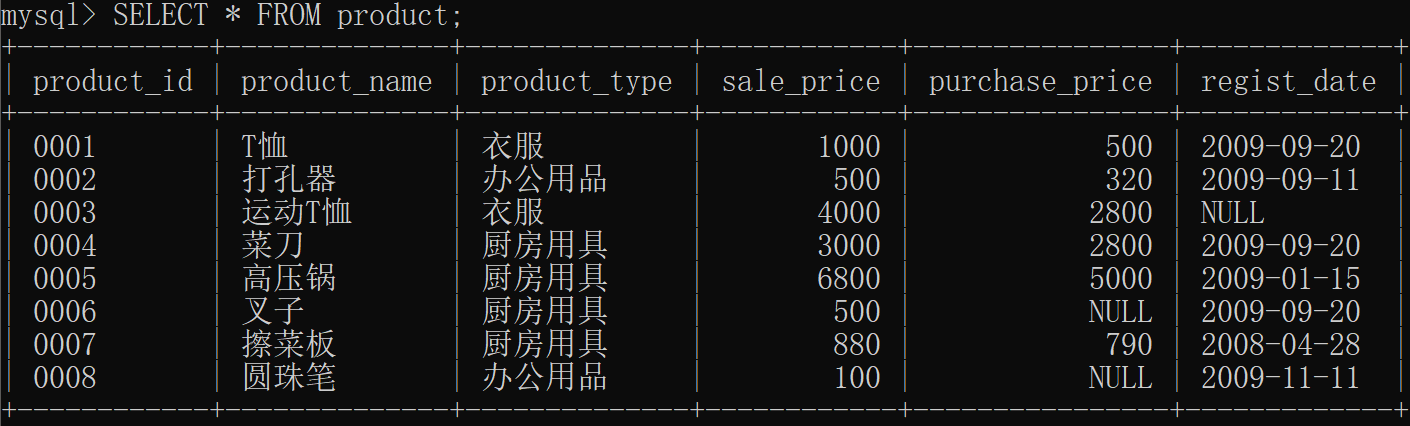 mysql> SELECT * FROM product;
+------------+--------------+--------------+------------+----------------+-------------+
| product_id | product_name | product_type | sale_price | purchase_price | regist_date |
+------------+--------------+--------------+------------+----------------+-------------+
| 0001 | T恤 | 衣服 | 1000 | 500 | 2009-09-20 |
| 0002 | 打孔器 | 办公用品 | 500 | 320 | 2009-09-11 |
| 0003 | 运动T恤 | 衣服 | 4000 | 2800 | NULL |
| 0004 | 菜刀 | 厨房用具 | 3000 | 2800 | 2009-09-20 |
| 0005 | 高压锅 | 厨房用具 | 6800 | 5000 | 2009-01-15 |
| 0006 | 叉子 | 厨房用具 | 500 | NULL | 2009-09-20 |
| 0007 | 擦菜板 | 厨房用具 | 880 | 790 | 2008-04-28 |
| 0008 | 圆珠笔 | 办公用品 | 100 | NULL | 2009-11-11 |
+------------+--------------+--------------+------------+----------------+-------------+